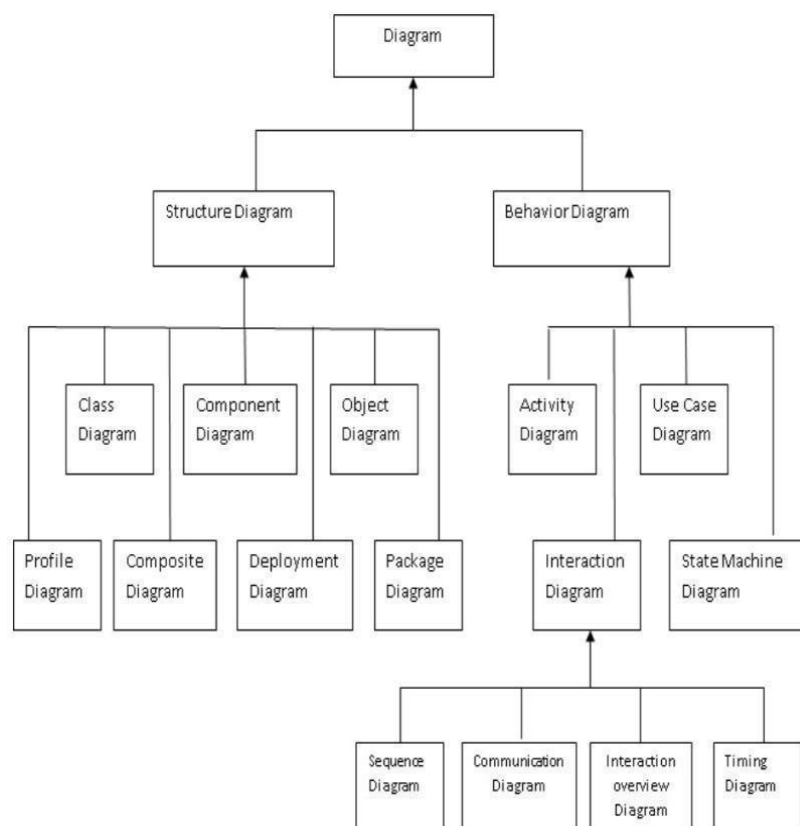 Diagram
Structure Diagram
Behavior Diagram
Class
Diagram
Component
Diagram
Object
Diagram
Activity
Diagram
Use Case
Diagram
Profile
Diagram
Composite
Diagram
Deployment
Diagram
Package
Diagram
Interaction
Diagram
State Machine
Diagram
Sequence
Diagram
Communication
Diagram
Interaction
overview
Diagram
Timing
Diagram